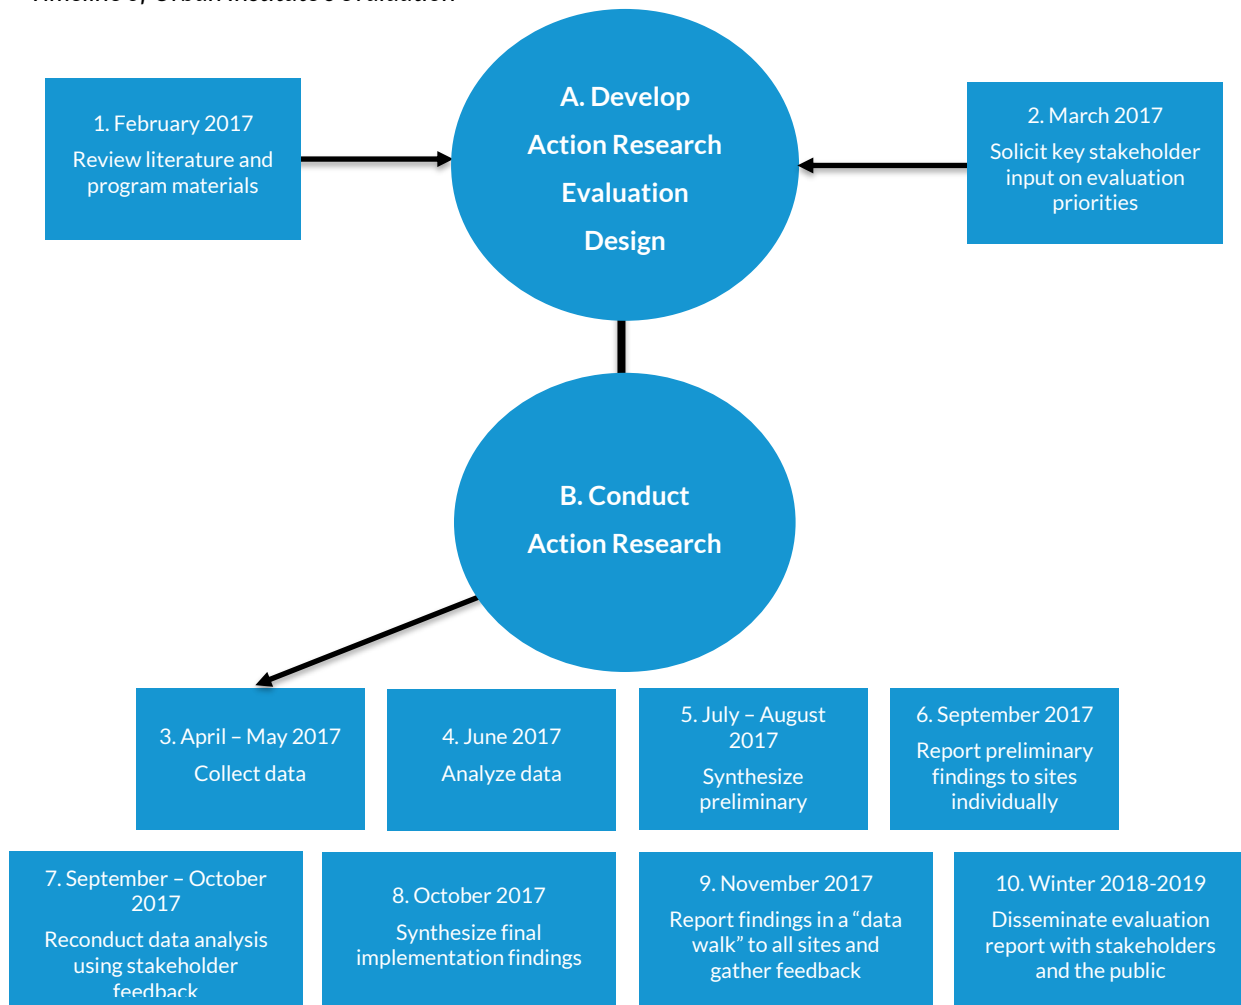 Timeline of Urban Institute's evaluation
A. Develop
Action Research
Evaluation
Design
1. February 2017
Review literature and
program materials
2. March 2017
Solicit key stakeholder
input on evaluation
priorities
B. Conduct
Action Research
3. April – May 2017
Collect data
4. June 2017
Analyze data
5. July – August
2017
Synthesize
preliminary
6. September 2017
Report preliminary
findings to sites
individually
7. September – October
2017
Reconduct data analysis
using stakeholder
feedback
8. October 2017
Synthesize final
implementation findings
9. November 2017
Report findings in a “data
walk” to all sites and
gather feedback
10. Winter 2018-2019
Disseminate evaluation
report with stakeholders
and the public